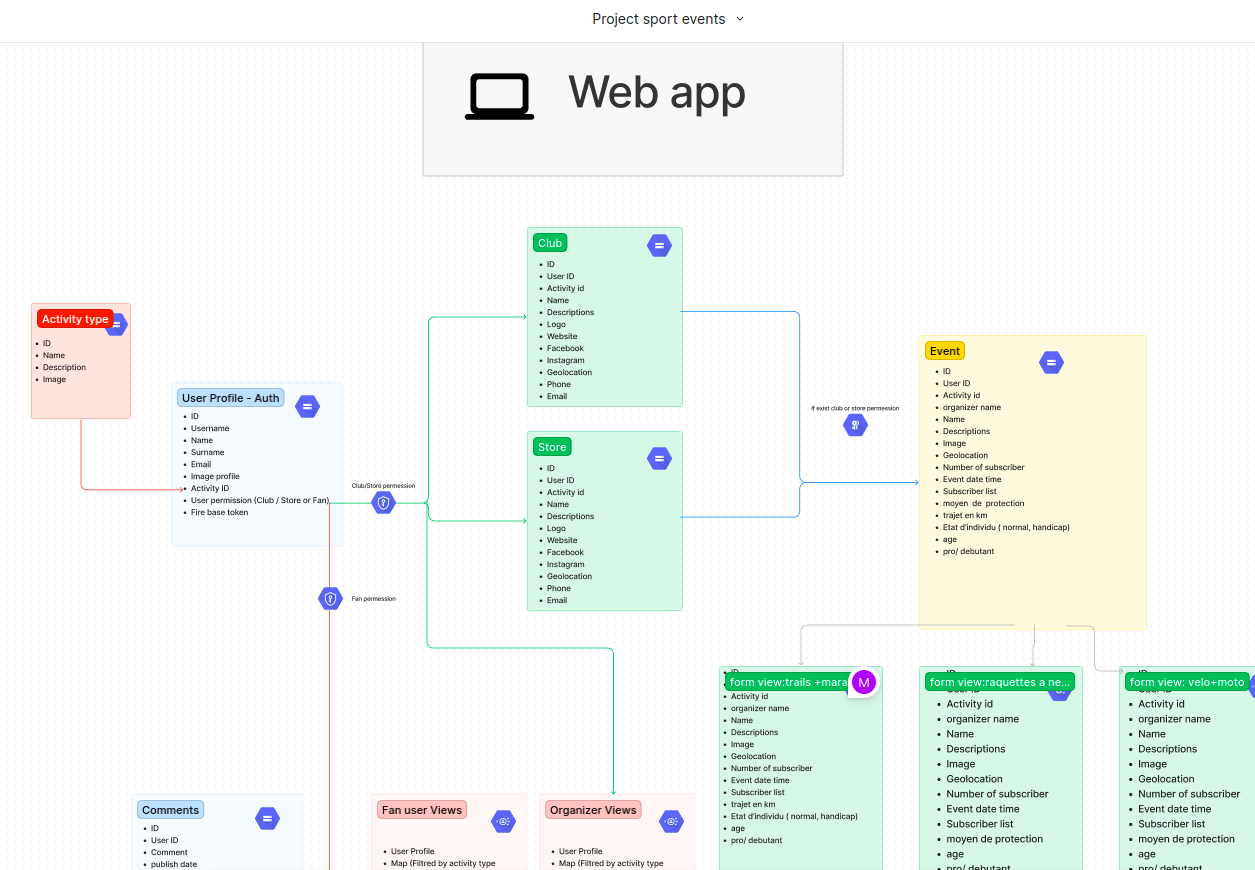 Project sport events
Web app
Activity type
ID
Name
Description
Image
User Profile - Auth
ID
Username
Name
Surname
Email
Image profile
Activity ID
User permission (Club / Store or Fan)
Fire base token
Club/Store permession
Fan permession
Club
ID
User ID
Activity id
Name
Descriptions
Logo
Website
Facebook
Instagram
Geolocation
Phone
Email
Store
ID
User ID
Activity id
Name
Descriptions
Logo
Website
Facebook
Instagram
Geolocation
Phone
Email
If exist club or store permession
Event
ID
User ID
Activity id
organizer name
Name
Descriptions
Image
Geolocation
Number of subscriber
Event date time
Subscriber list
moyen de protection
trajet en km
Etat d'individu ( normal, handicap)
age
pro/ debutant
Comments
ID
User ID
Comment
publish date
Fan user Views
User Profile
Map (Filtred by activity type
Organizer Views
User Profile
Map (Filtred by activity type
form view:trails +mara
M
Activity id
organizer name
Name
Descriptions
Image
Geolocation
Number of subscriber
Event date time
Subscriber list
trajet en km
Etat d'individu ( normal, handicap)
age
pro/ debutant
form view:raquettes a ne...
Activity id
organizer name
Name
Descriptions
Image
Geolocation
Number of subscriber
Event date time
Subscriber list
moyen de protection
age
pro/ debutant
form view: velo+moto
Activity id
organizer name
Name
Descriptions
Image
Geolocation
Number of subscriber
Event date time
Subscriber list
moyen de protection
age
pro/ debutant